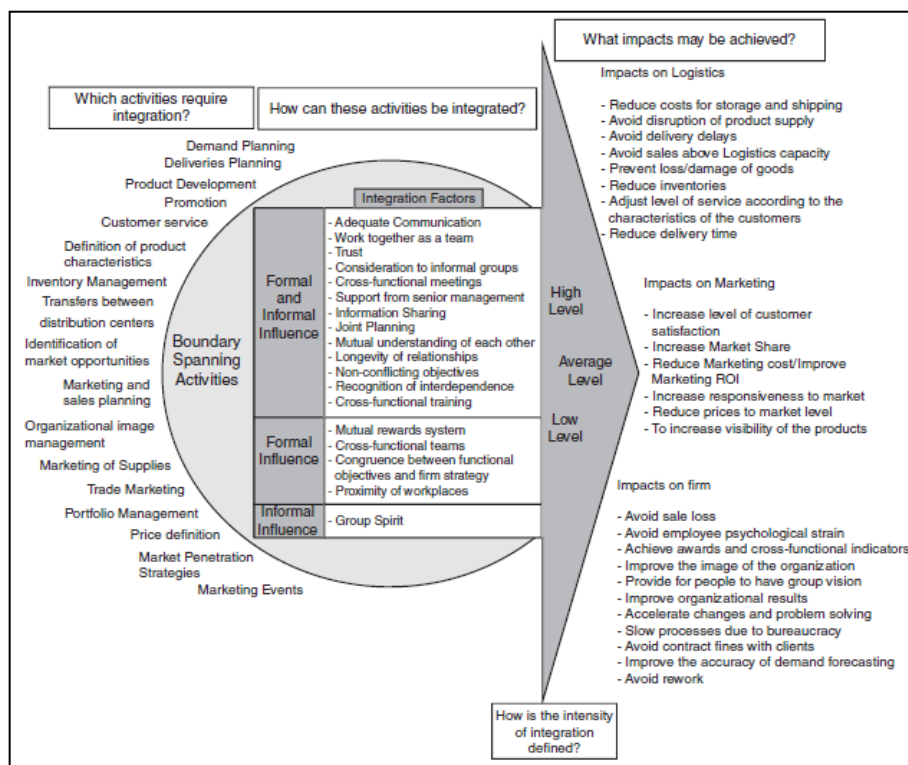 What impacts may be achieved?
Which activities require
integration?
How can these activities be integrated?
Demand Planning
Deliveries Planning
Product Development
Promotion
Customer service
Definition of product
characteristics
Inventory Management
Transfers between
distribution centers
Identification of
market opportunities
Marketing and
sales planning
Organizational image
management
Marketing of Supplies
Trade Marketing
Portfolio Management
Price definition
Market Penetration
Strategies
Marketing Events
Boundary
Spanning
Activities
Integration Factors
Formal
and
Informal
Influence
- Adequate Communication
- Work together as a team
- Trust
- Consideration to informal groups
- Cross-functional meetings
- Support from senior management
- Information Sharing
- Joint Planning
- Mutual understanding of each other
- Longevity of relationships
- Non-conflicting objectives
- Recognition of interdependence
- Cross-functional training
Formal
Influence
- Mutual rewards system
- Cross-functional teams
- Congruence between functional
objectives and firm strategy
- Proximity of workplaces
Informal
Influence
- Group Spirit
High
Level
Average
Level
Low
Level
How is the intensity
of integration
defined?
Impacts on Logistics
- Reduce costs for storage and shipping
- Avoid disruption of product supply
- Avoid delivery delays
- Avoid sales above Logistics capacity
- Prevent loss/damage of goods
- Reduce inventories
- Adjust level of service according to the
characteristics of the customers
- Reduce delivery time
Impacts on Marketing
- Increase level of customer
satisfaction
- Increase Market Share
- Reduce Marketing cost/Improve
Marketing ROI
- Increase responsiveness to market
- Reduce prices to market level
- To increase visibility of the products
Impacts on firm
- Avoid sale loss
- Avoid employee psychological strain
- Achieve awards and cross-functional indicators
- Improve the image of the organization
- Provide for people to have group vision
- Improve organizational results
- Accelerate changes and problem solving
- Slow processes due to bureaucracy
- Avoid contract fines with clients
- Improve the accuracy of demand forecasting
- Avoid rework